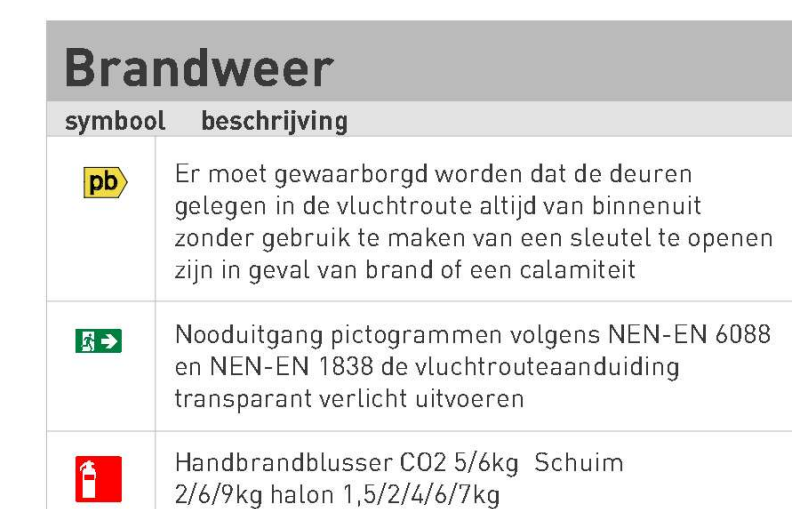 Brandweer
symbool beschrijving
pb
Er moet gewaarborgd worden dat de deuren
gelegen in de vluchtroute altijd van binnenuit
zonder gebruik te maken van een sleutel te openen
zijn in geval van brand of een calamiteit
Nooduitgang pictogrammen volgens NEN-EN 6088
en NEN-EN 1838 de vluchtrouteaanduiding
transparant verlicht uitvoeren
Handbrandblusser CO2 5/6kg Schuim
2/6/9kg halon 1,5/2/4/6/7kg